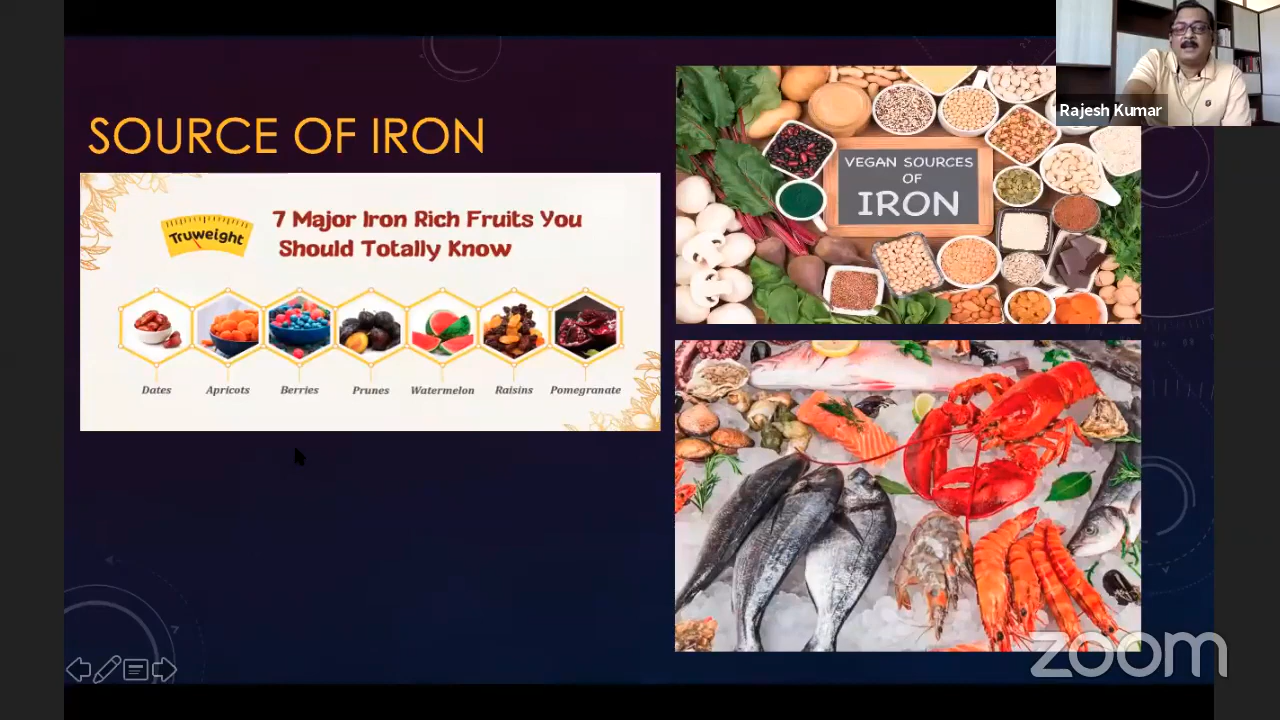 SOURCE OF IRON
Truweight
7 Major Iron Rich Fruits You
Should Totally Know
Dates
Apricots
Berries
Prunes
Watermelon
Raisins
Pomegranate
VEGAN SOURCES
OF
IRON
Rajesh Kumar
zoom